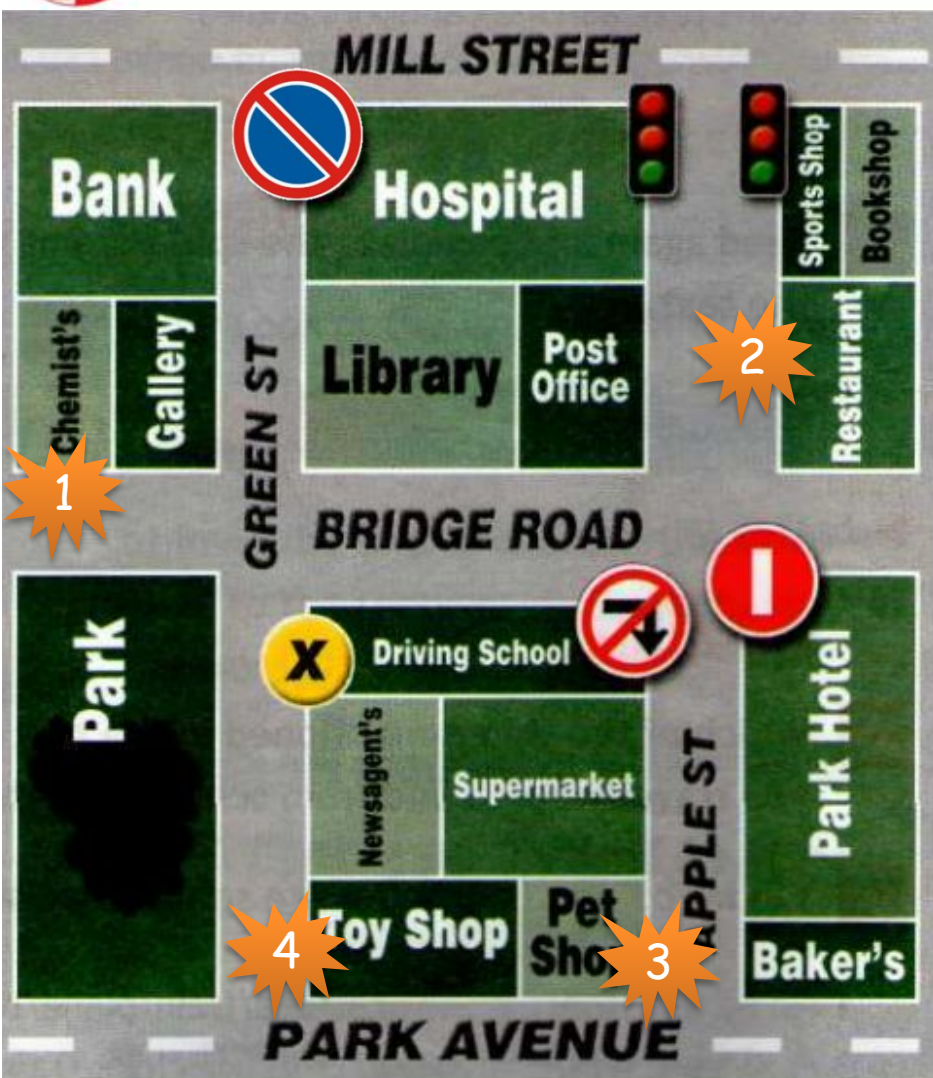 MILL STREET
Bank
Hospital
Sports Shop
Bookshop
Chemist's
Gallery
GREEN ST
Library
Post
Office
2
Restaurant
1
BRIDGE ROAD
Park
X
Driving School
Newsagent's
Supermarket
APPLE ST
Park Hotel
4
Toy Shop
Pet
Shop
3
Baker's
PARK AVENUE